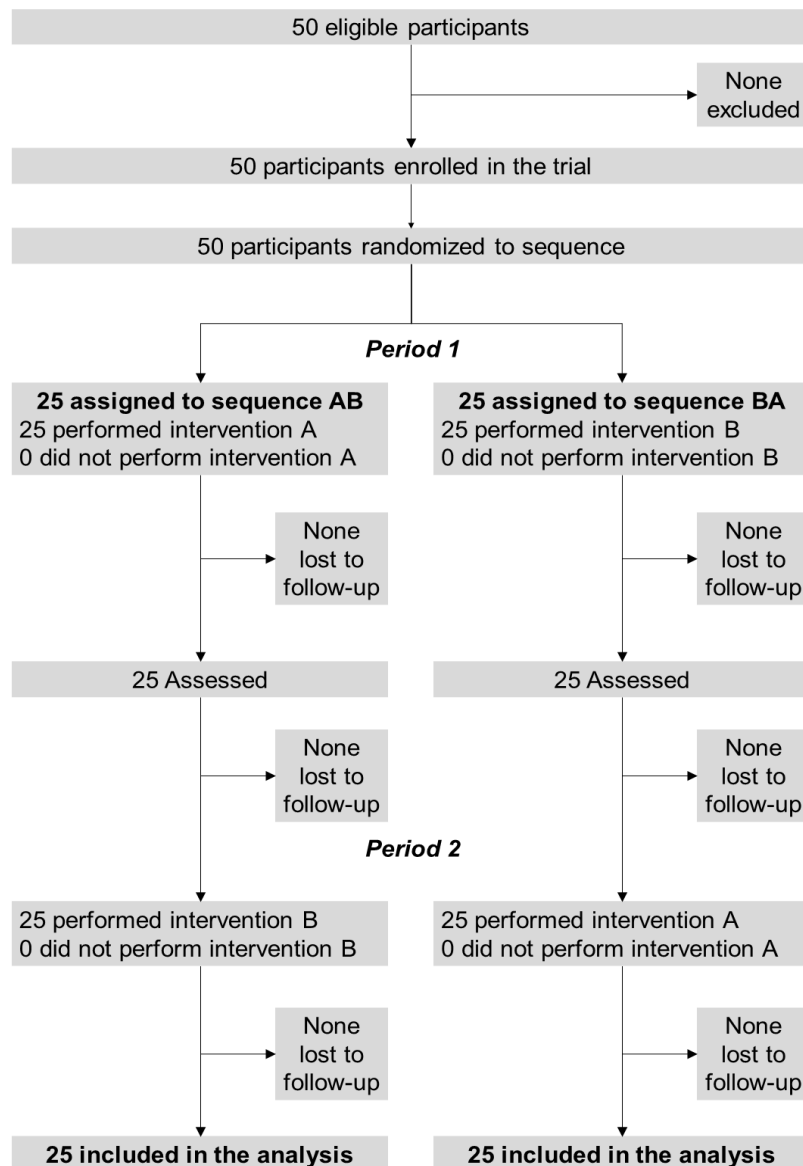 50 eligible participants
None
excluded
50 participants enrolled in the trial
50 participants randomized to sequence
Period 1
25 assigned to sequence AB
25 performed intervention A
0 did not perform intervention A
25 assigned to sequence BA
25 performed intervention B
0 did not perform intervention B
None
lost to
follow-up
None
lost to
follow-up
25 Assessed
25 Assessed
None
lost to
follow-up
None
lost to
follow-up
Period 2
25 performed intervention B
0 did not perform intervention B
25 performed intervention A
0 did not perform intervention A
None
lost to
follow-up
None
lost to
follow-up
25 included in the analysis
25 included in the analysis